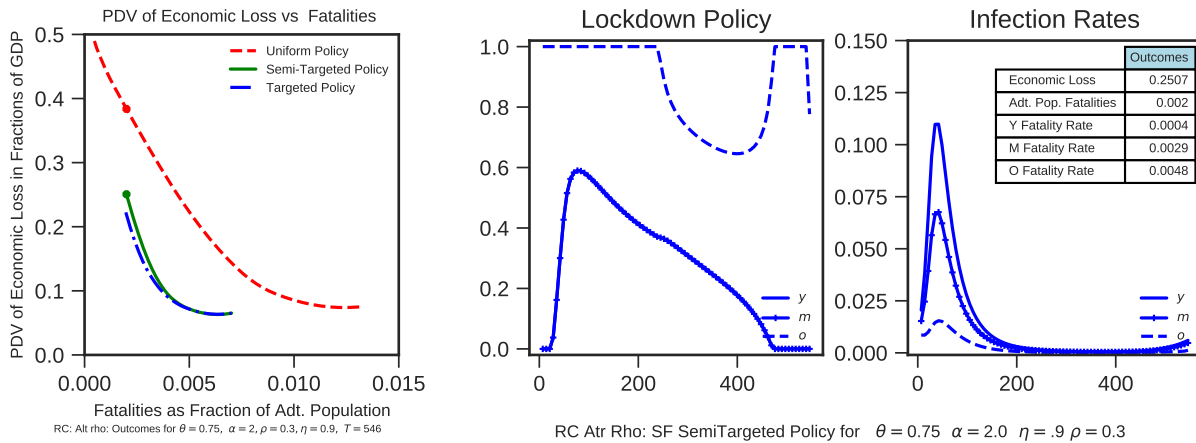 PDV of Economic Loss vs Fatalities
PDV of Economic Loss in Fractions of GDP
0.5
0.4
0.3
0.2
0.1
0.0
Uniform Policy
Semi-Targeted Policy
Targeted Policy
0.000
0.005
0.010
0.015
Fatalities as Fraction of Adt. Population
RC: Alt rho: Outcomes for θ = 0.75, α = 2, ρ = 0.3, η = 0.9, T = 546
Lockdown Policy
1.0
0.8
0.6
0.4
0.2
0.0
y
m
o
0
200
400
Infection Rates
0.150
0.125
0.100
0.075
0.050
0.025
0.000
Outcomes
Economic Loss 0.2507
Adt. Pop. Fatalities 0.002
Y Fatality Rate 0.0004
M Fatality Rate 0.0029
O Fatality Rate 0.0048
y
m
o
0
200
400
RC Atr Rho: SF SemiTargeted Policy for θ = 0.75 α = 2.0 η = .9 ρ = 0.3